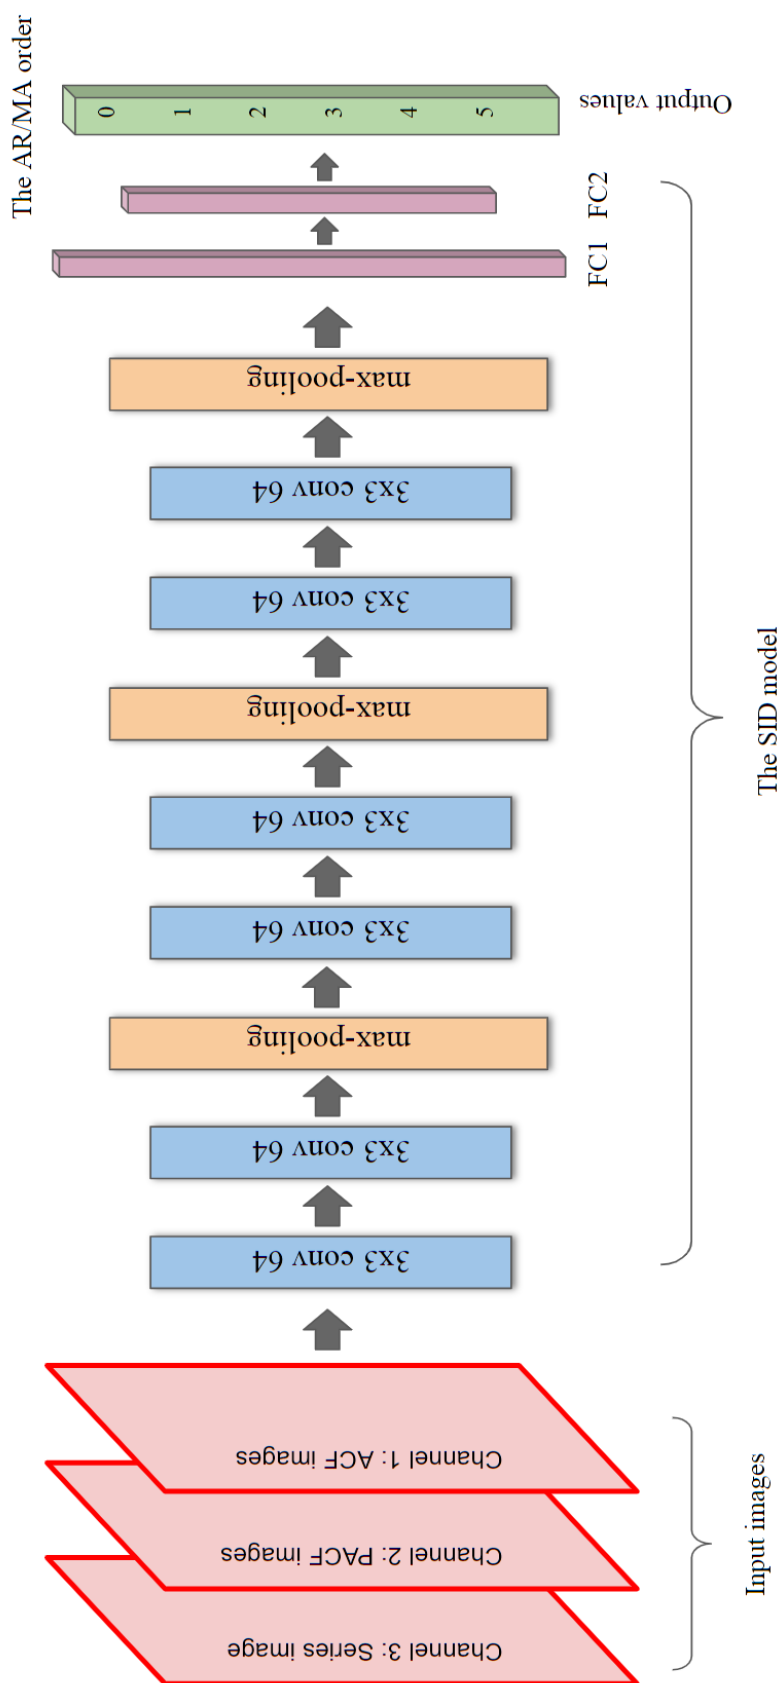 Channel 3: Series image
Channel 2: PACF images
Channel 1: ACF images
Input images
3x3 conv 64
3x3 conv 64
max-pooling
3x3 conv 64
3x3 conv 64
max-pooling
3x3 conv 64
3x3 conv 64
max-pooling
The SID model
FC1
FC2
The AR/MA order
0
1
2
3
4
5
Output values